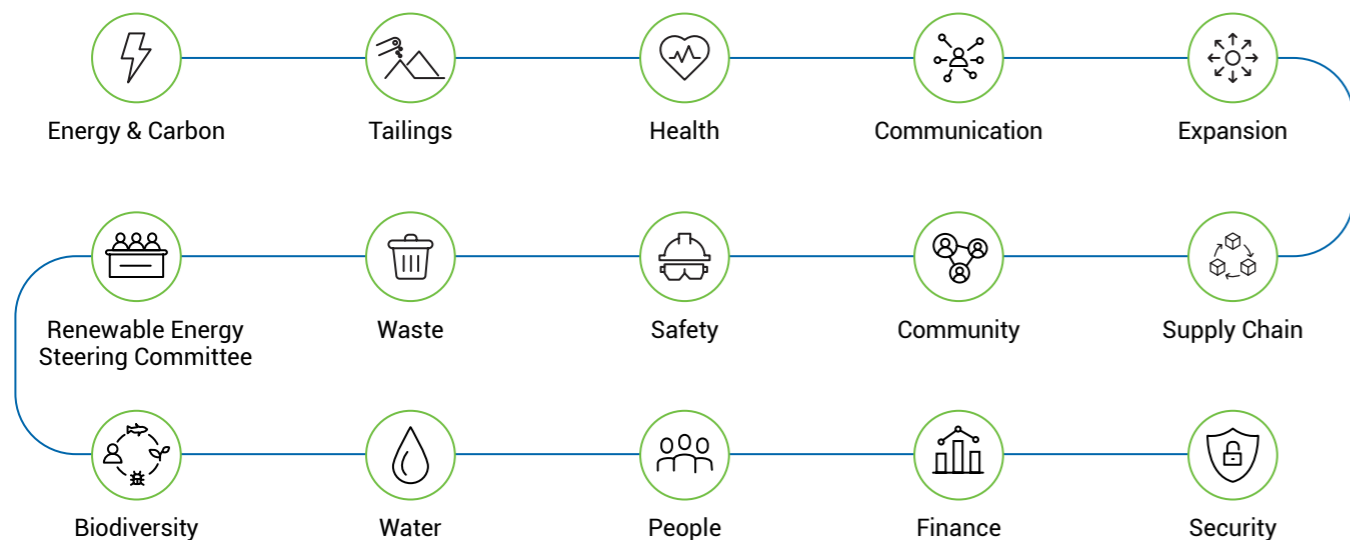 Energy & Carbon
Tailings
Health
Communication
Expansion
Renewable Energy
Steering Committee
Waste
Safety
Community
Supply Chain
Biodiversity
Water
People
Finance
Security